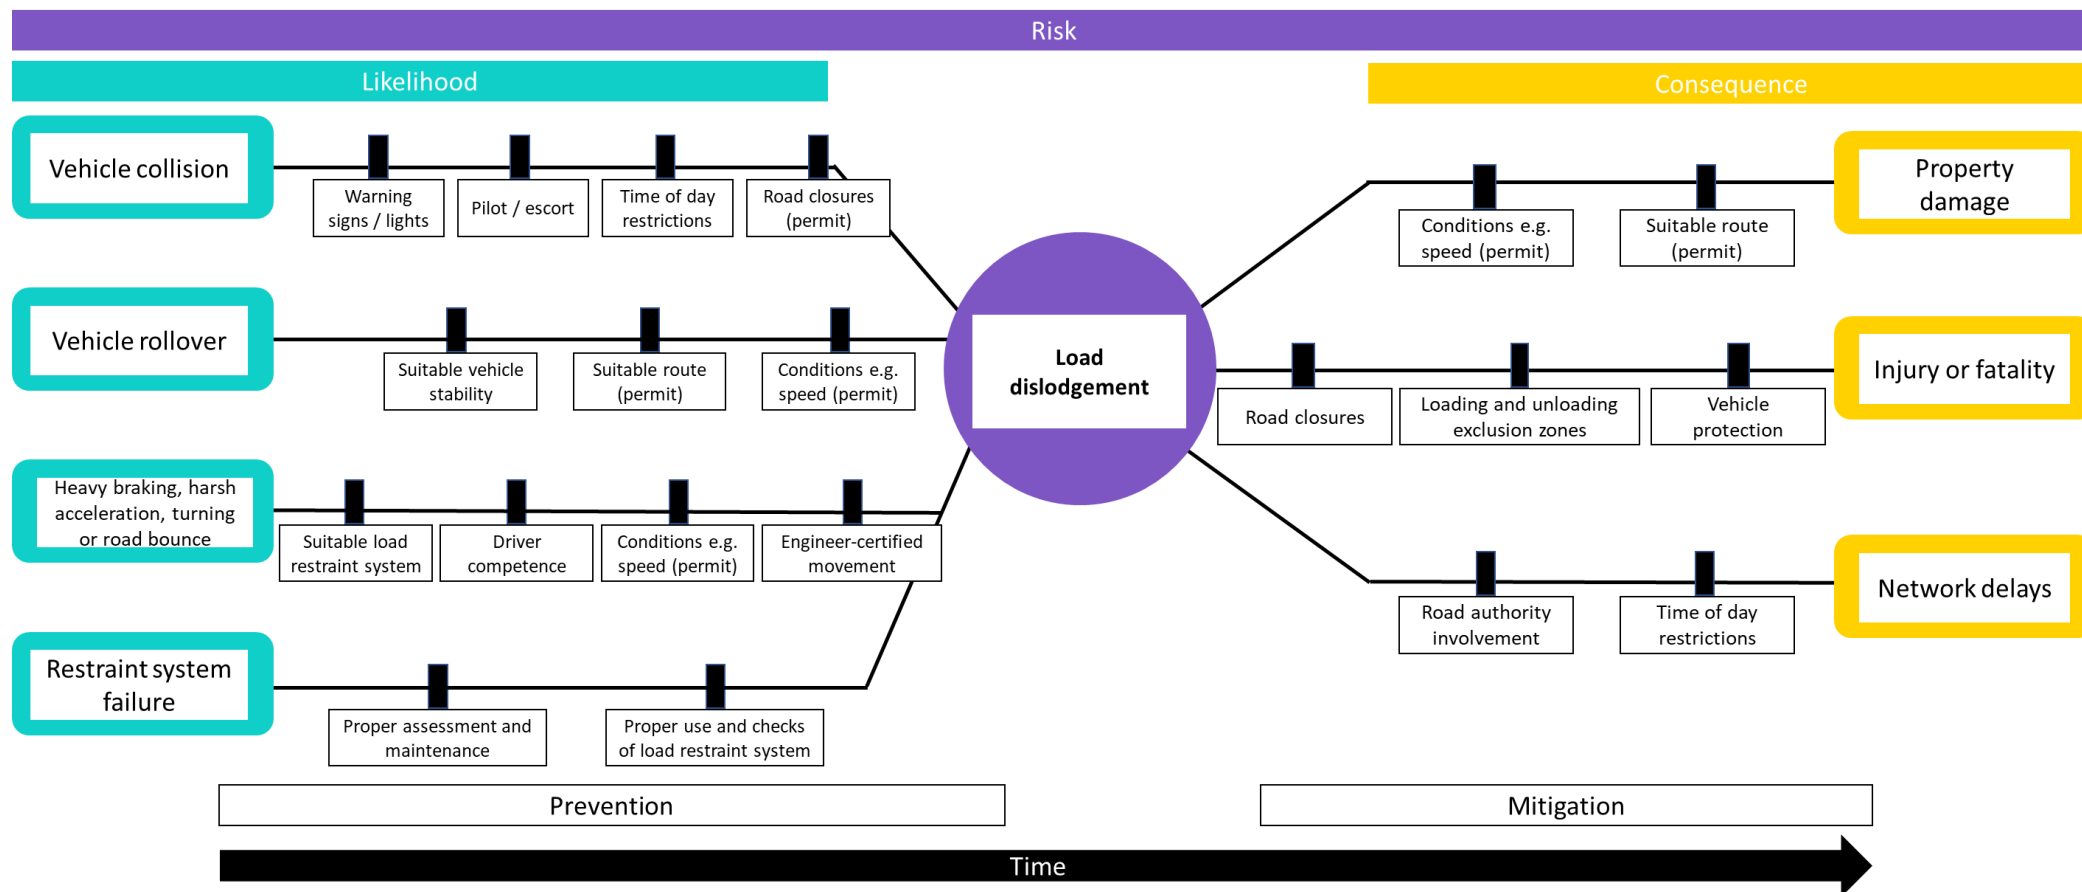 Risk
Likelihood
Consequence
Vehicle collision
Warning
signs / lights
Pilot / escort
Time of day
restrictions
Road closures
(permit)
Vehicle rollover
Suitable vehicle
stability
Suitable route
(permit)
Conditions e.g.
speed (permit)
Heavy braking, harsh
acceleration, turning
or road bounce
Suitable load
restraint system
Driver
competence
Conditions e.g.
speed (permit)
Engineer-certified
movement
Restraint system
failure
Proper assessment and
maintenance
Proper use and checks
of load restraint system
Load
dislodgement
Conditions e.g.
speed (permit)
Suitable route
(permit)
Property
damage
Road closures
Loading and unloading
exclusion zones
Vehicle
protection
Injury or fatality
Road authority
involvement
Time of day
restrictions
Network delays
Prevention
Mitigation
Time